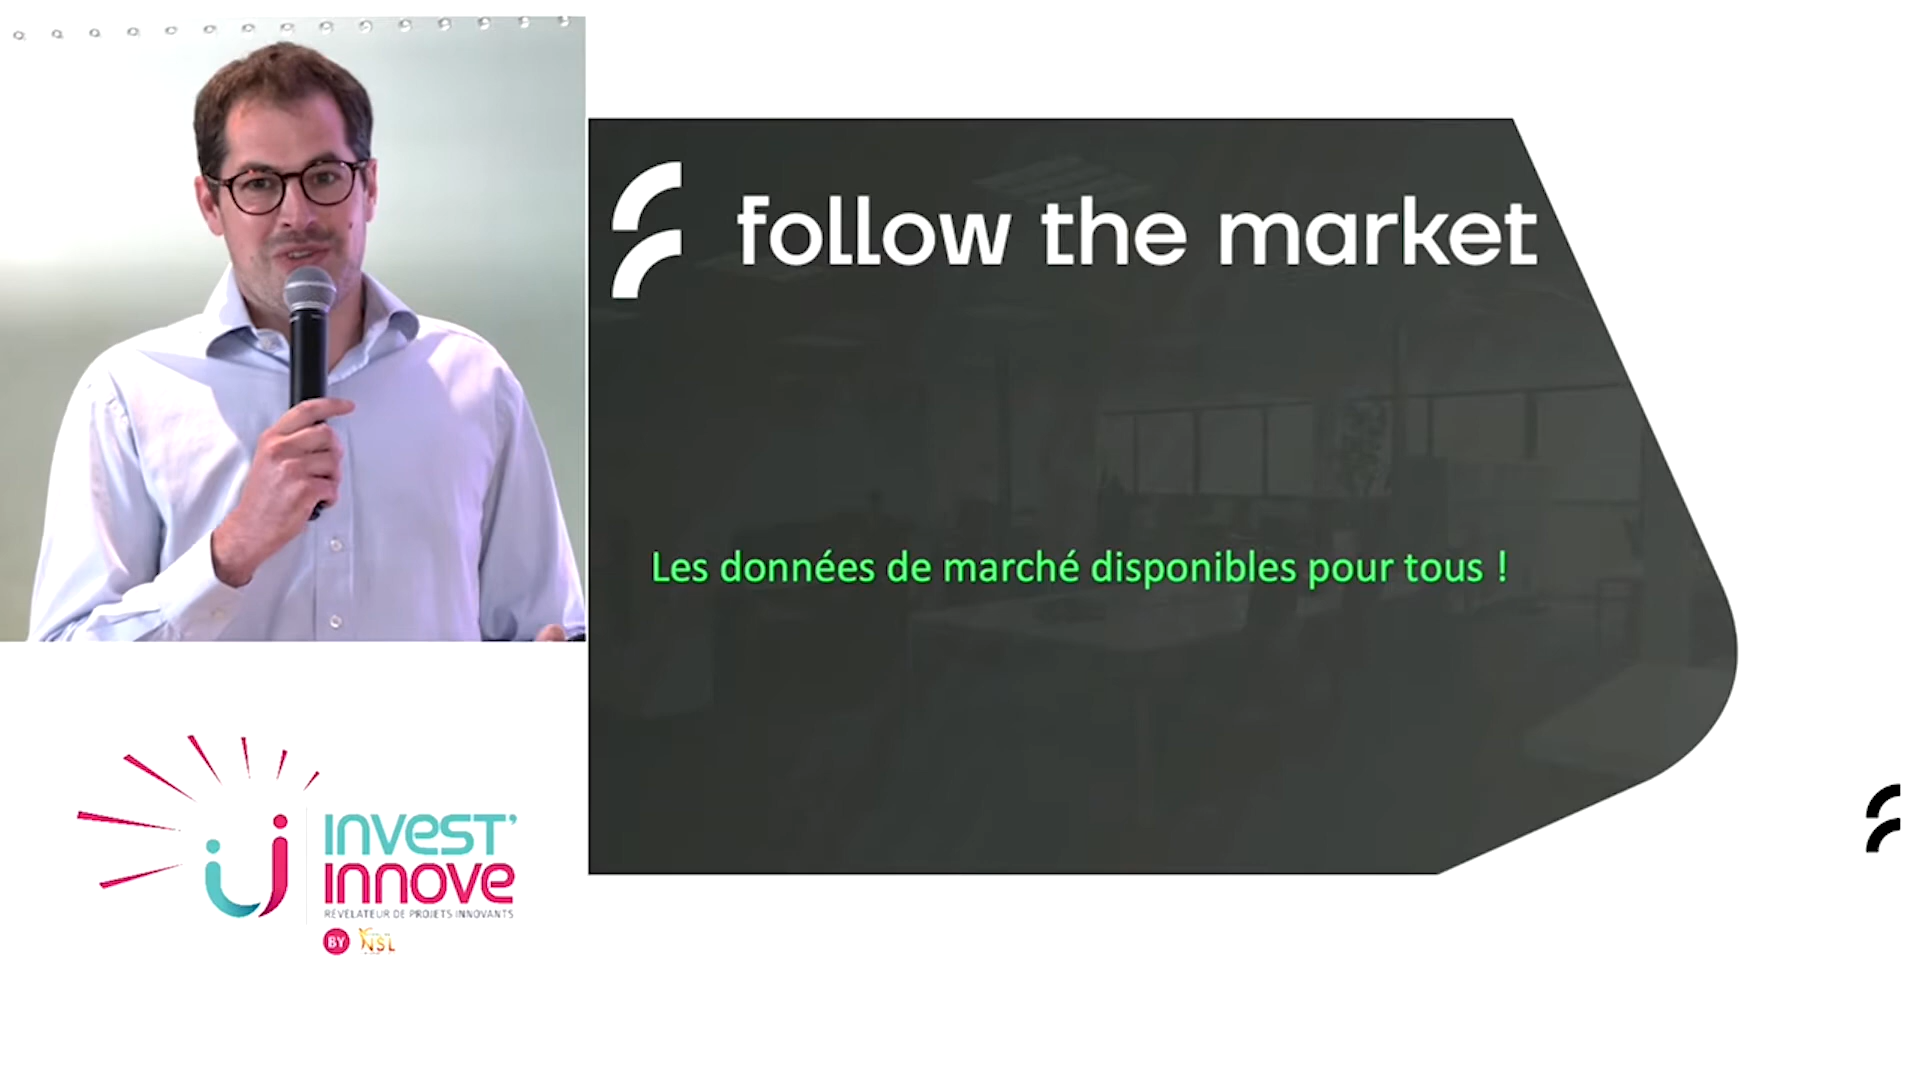 follow the market
Les données de marché disponibles pour tous !
INVEST'
INNOVE
RÉVÉLATEUR DE PROJETS INNOVANTS
BY NSL